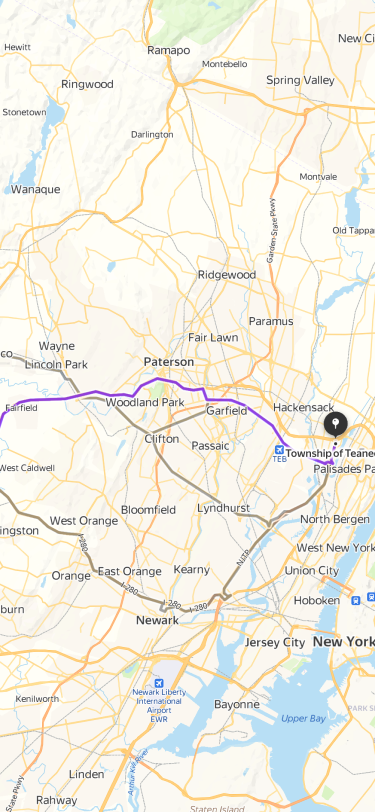 New Ci
Hewitt
Ramapo
Montebello
Ringwood
Spring Valley
Stonetown
Darlington
Montvale
Wanaque
Garden State Pkwy
Old Tappa
Ridgewood
Paramus
Fair Lawn
Wayne
co
Lincoln Park
Paterson
Woodland Park
Fairfield
Garfield
Hackensack
Clifton
Passaic
TEB
Township of Teane
West Caldwell
Palisades Pa
Bloomfield
Lyndhurst
West Orange
North Bergen
ingston
I-280
West New York
Orange
East Orange
Kearny
NJTP
Union City
I-280
I-280
I-280
Hoboken
burn
Newark
Jersey City
New York
Newark Liberty
International
Airport
EWR
Kenilworth
Bayonne
PARK S
Upper Bay
Arthur Kill River
Linden
State Pkwy
Rahway
Staten Island